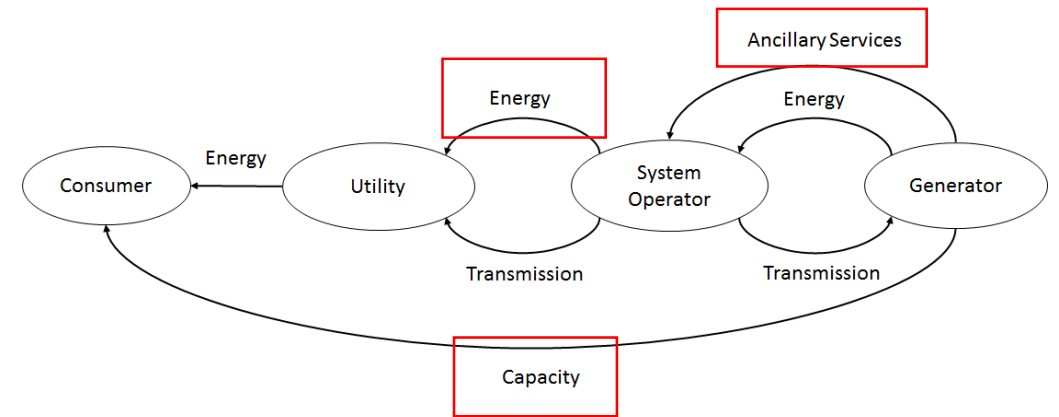 Ancillary Services
Energy
Energy
Energy
Consumer
Utility
System
Operator
Generator
Transmission
Transmission
Capacity